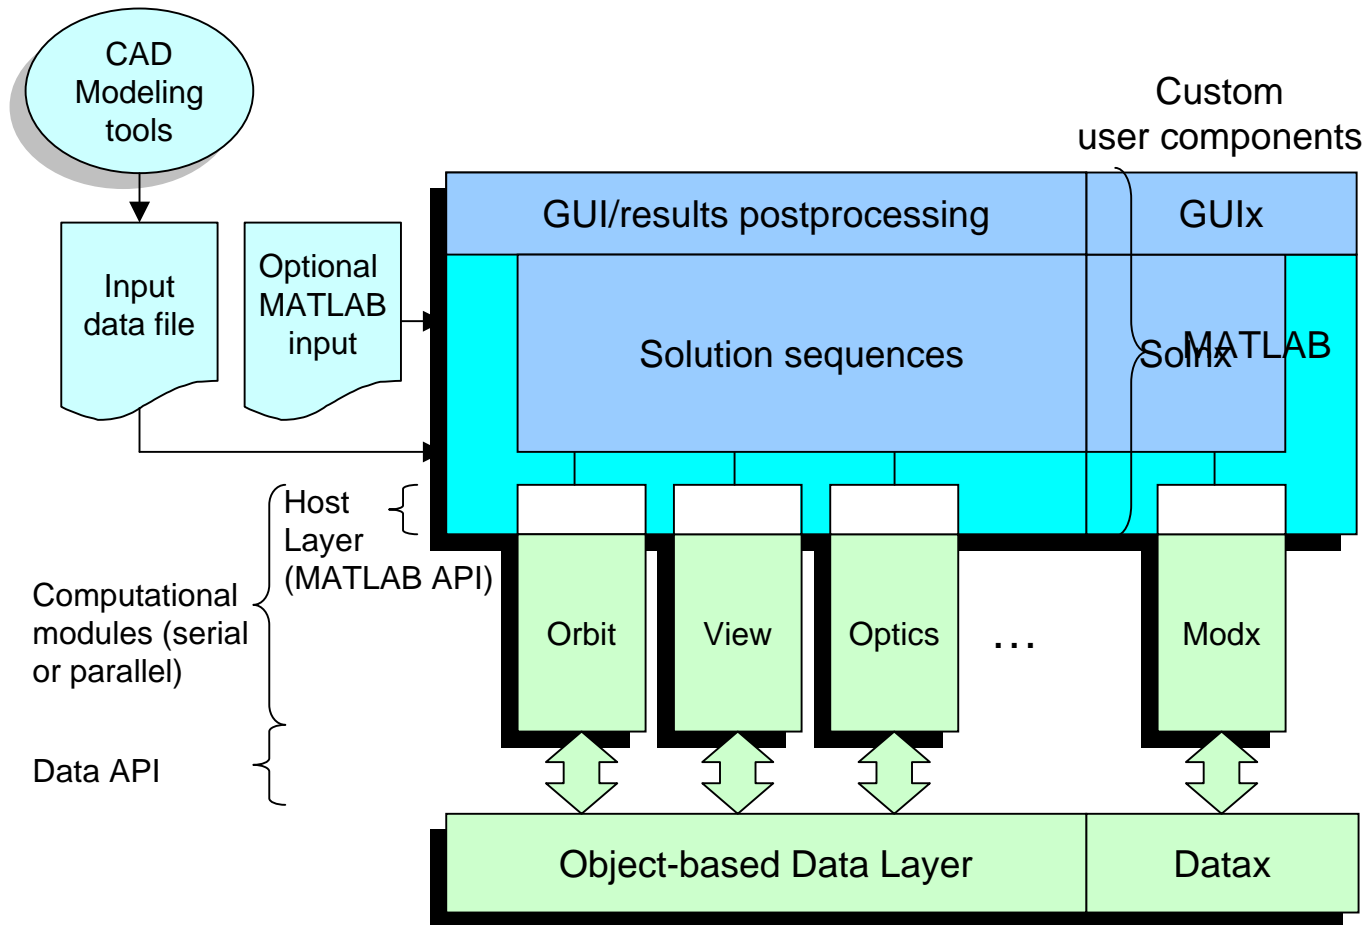 CAD
Modeling
tools
Custom
user components
GUI/results postprocessing
GUIx
Input
data file
Optional
MATLAB
input
Solution sequences
Solnx
MATLAB
Host
Layer
(MATLAB API)
Computational
modules (serial
or parallel)
Orbit
View
Optics
...
Modx
Data API
Object-based Data Layer
Datax